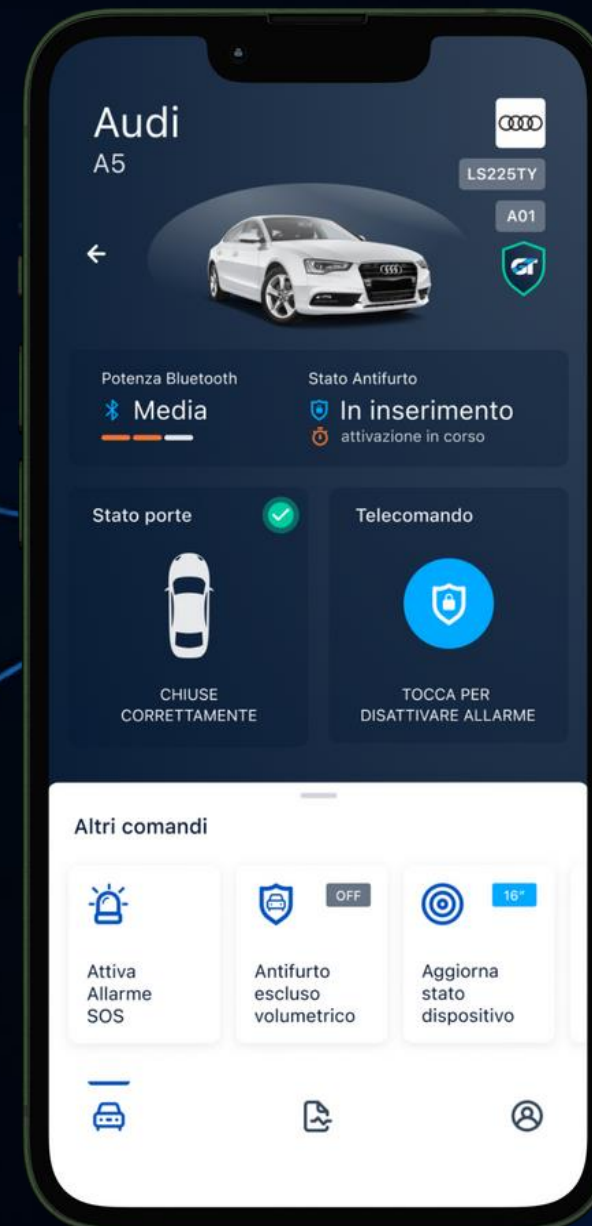 Audi
A5
LS225TY
A01
GT
Potenza Bluetooth
Media
Stato Antifurto
In inserimento
attivazione in corso
Stato porte
CHIUSE
CORRETTAMENTE
Telecomando
TOCCA PER
DISATTIVARE ALLARME
Altri comandi
Attiva
Allarme
SOS
OFF
Antifurto
escluso
volumetrico
16"
Aggiorna
stato
dispositivo